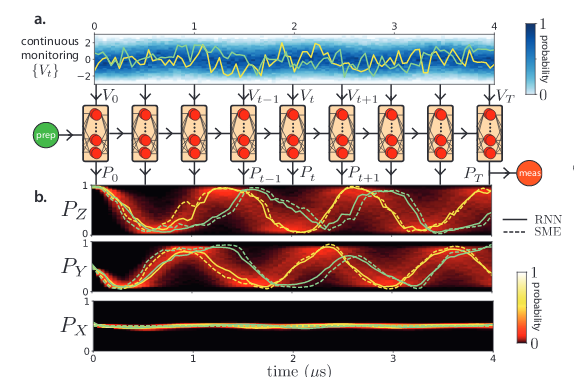 a.
0 1 2 3 4
continuous
monitoring
{V_t}
2
0
−2
1
0
probability
V_0 V_{t−1} V_t V_{t+1} V_T
prep
meas
P_0 P_{t−1} P_t P_{t+1} P_T
b.
1
P_Z
0
RNN
SME
1
P_Y
0
1
P_X
0
1
0
probability
0 1 2 3 4
time (μs)